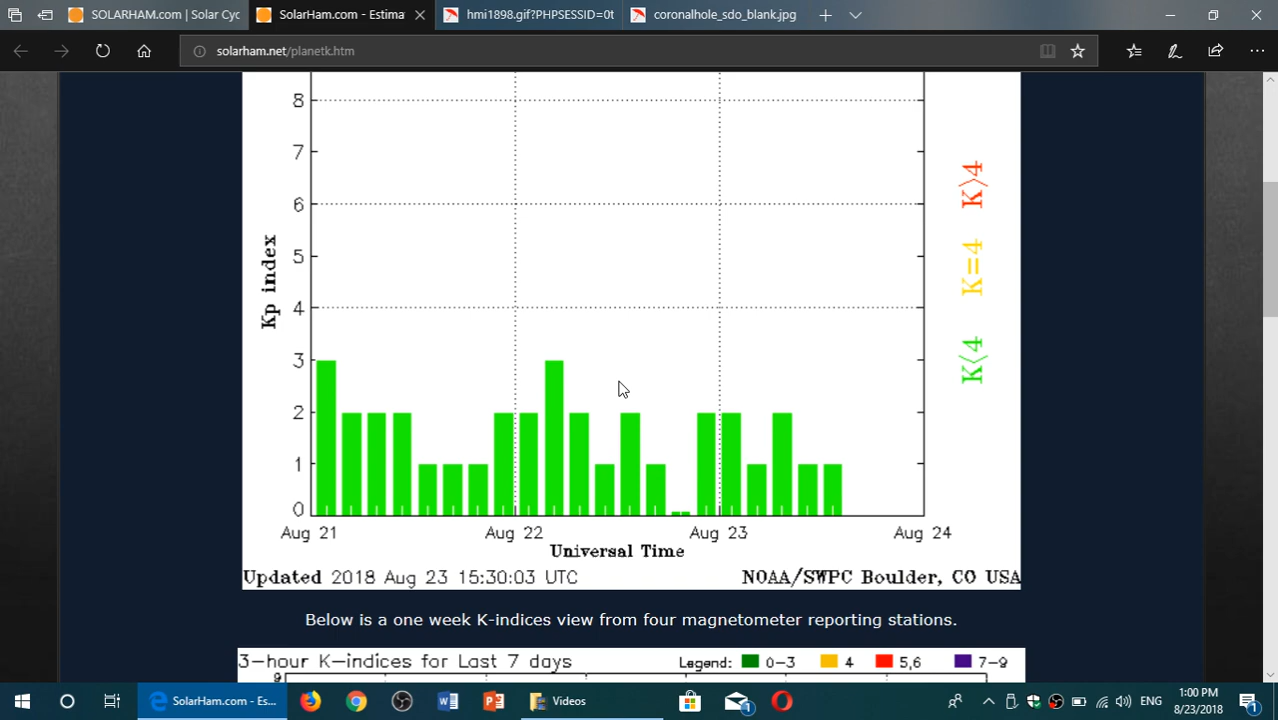 SOLARHAM.com | Solar Cyc
SolarHam.com - Estima
hmi1898.gif?PHPSESSID=0t
coronalhole_sdo_blank.jpg
solarham.net/planetk.htm
8
7
6
5
4
3
2
1
0
Kp index
K>4
K=4
K<4
Aug 21
Aug 22
Aug 23
Aug 24
Universal Time
Updated 2018 Aug 23 15:30:03 UTC
NOAA/SWPC Boulder, CO USA
Below is a one week K-indices view from four magnetometer reporting stations.
3-hour K-indices for Last 7 days
Legend: 0-3 4 5,6 7-9
9
SolarHam.com - Es...
Videos
ENG
1:00 PM
8/23/2018